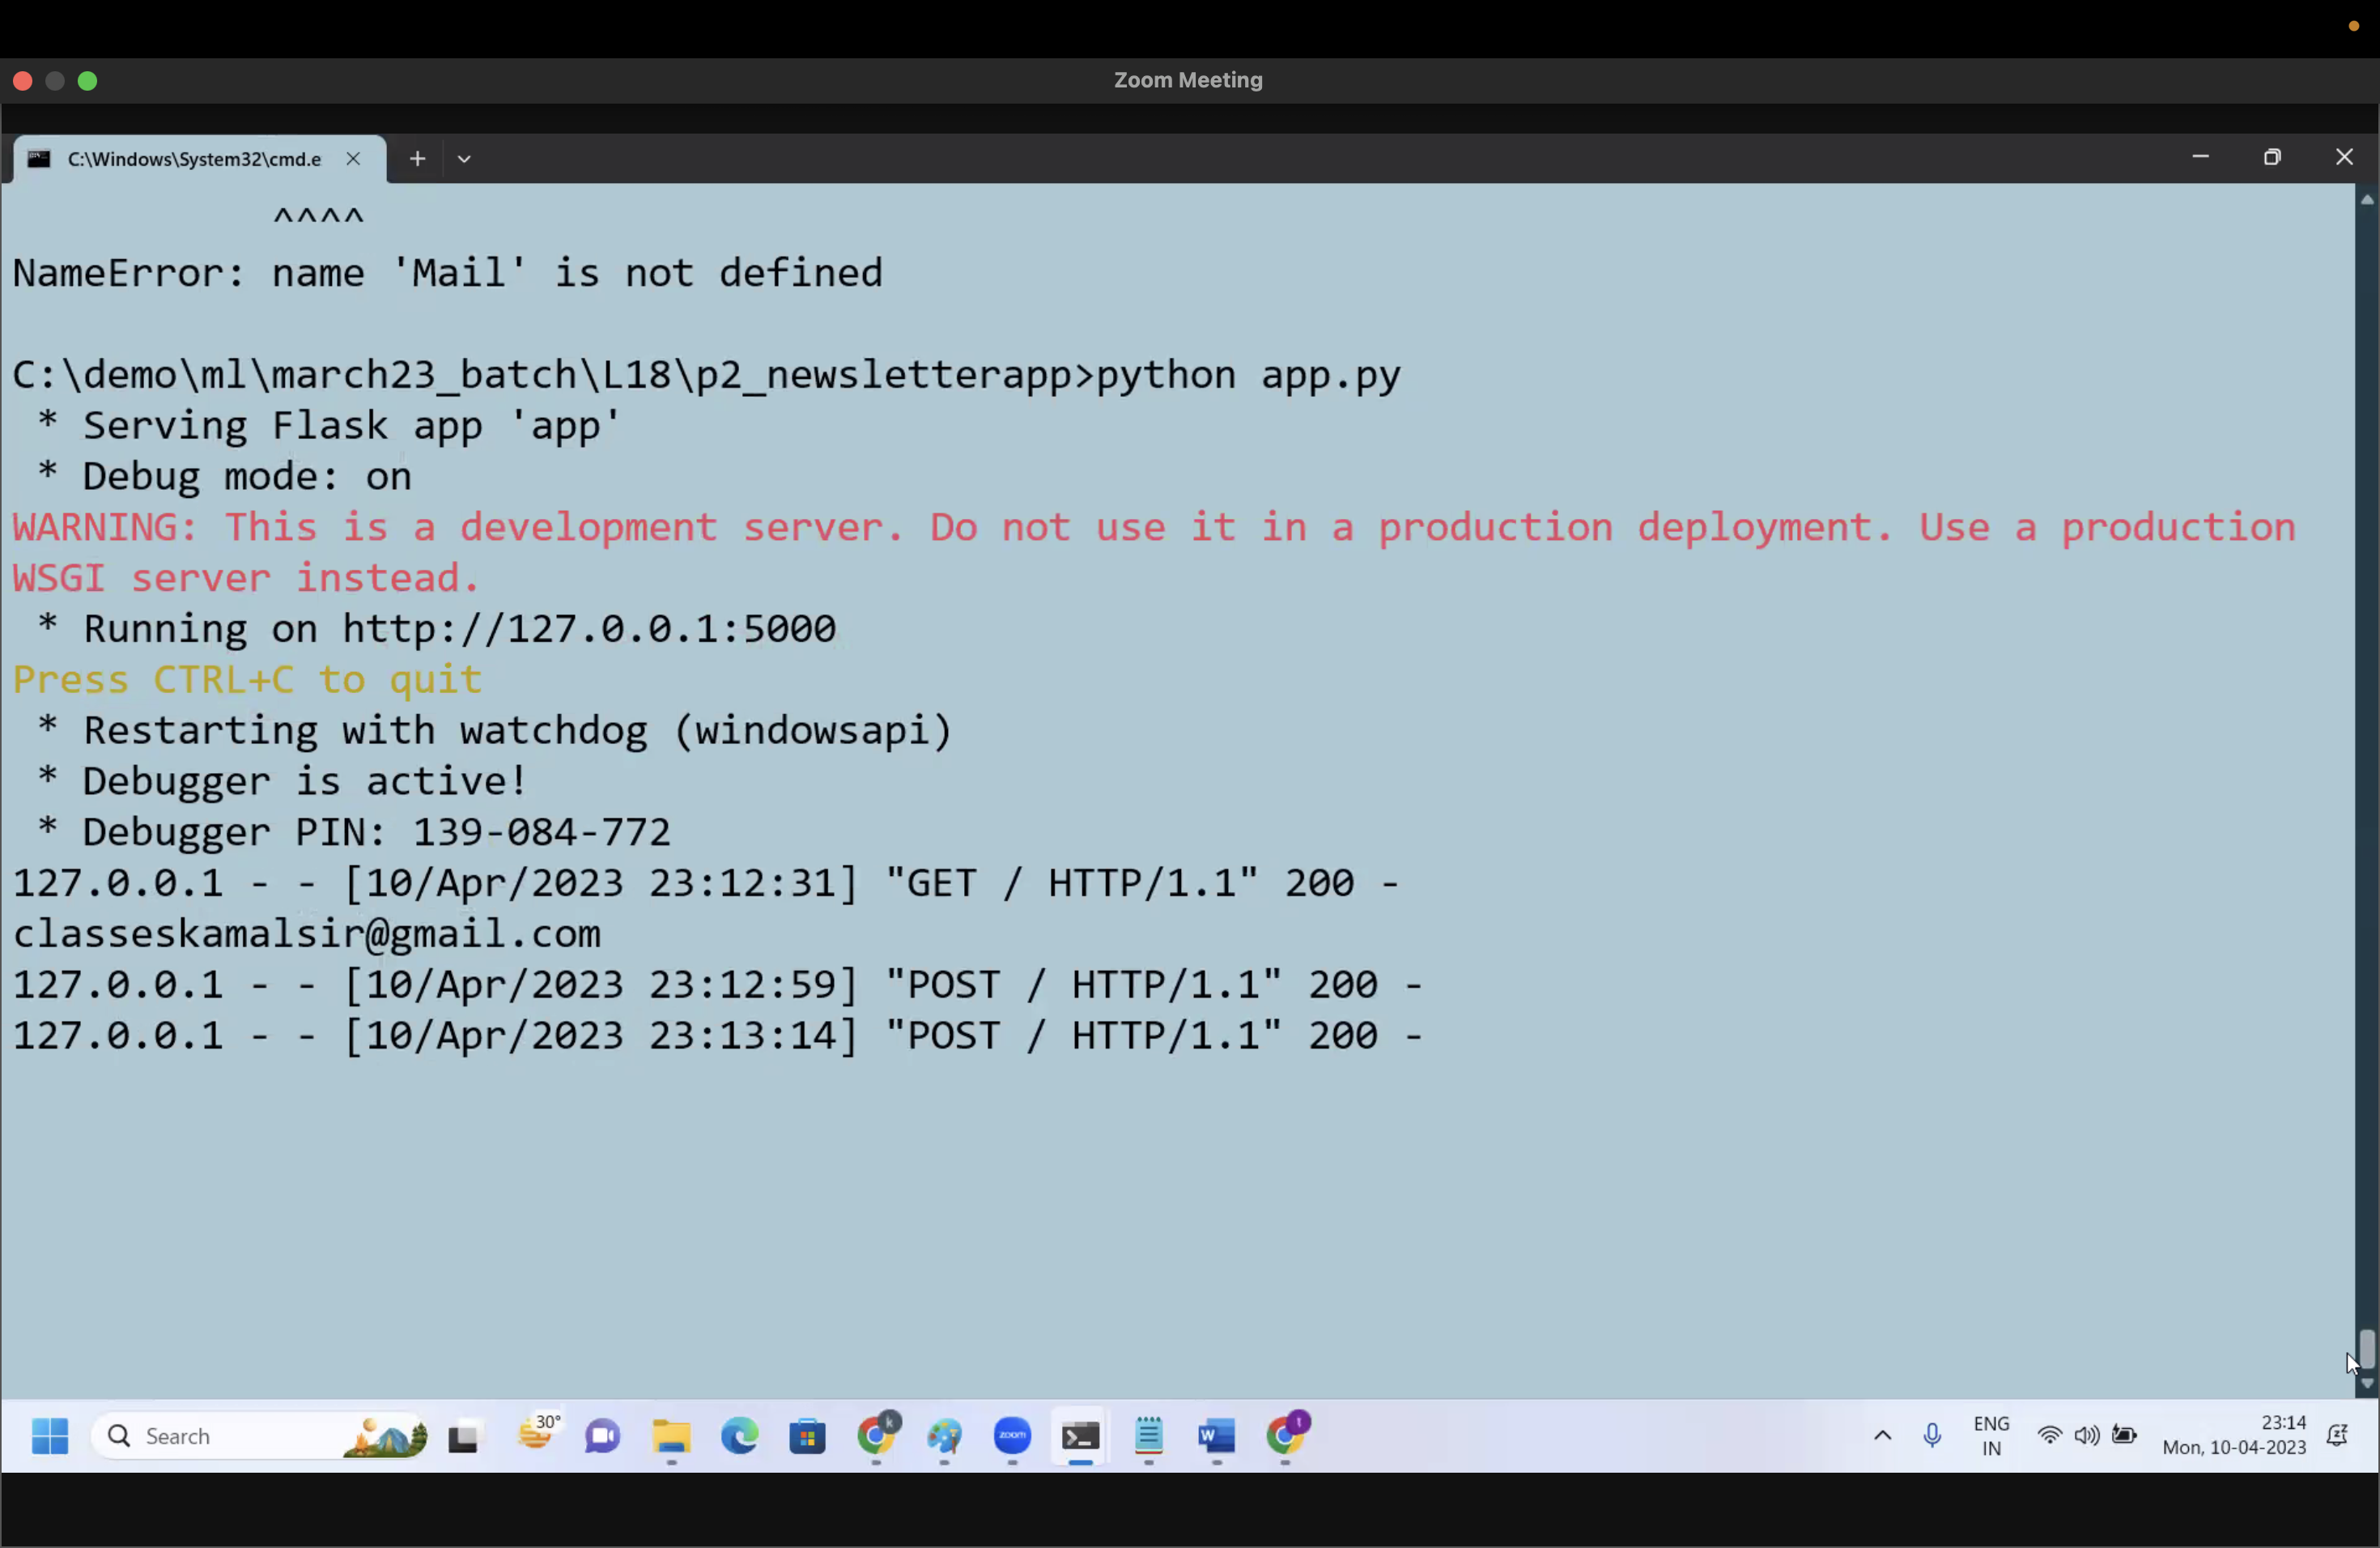 Zoom Meeting
C:\Windows\System32\cmd.e
^^^^
NameError: name 'Mail' is not defined
C:\demo\ml\march23_batch\L18\p2_newsletterapp>python app.py
* Serving Flask app 'app'
* Debug mode: on
WARNING: This is a development server. Do not use it in a production deployment. Use a production
WSGI server instead.
* Running on http://127.0.0.1:5000
Press CTRL+C to quit
* Restarting with watchdog (windowsapi)
* Debugger is active!
* Debugger PIN: 139-084-772
127.0.0.1 - - [10/Apr/2023 23:12:31] "GET / HTTP/1.1" 200 -
classeskamalsir@gmail.com
127.0.0.1 - - [10/Apr/2023 23:12:59] "POST / HTTP/1.1" 200 -
127.0.0.1 - - [10/Apr/2023 23:13:14] "POST / HTTP/1.1" 200 -
Search
30°
k
zoom
W
t
ENG
IN
23:14
Mon, 10-04-2023